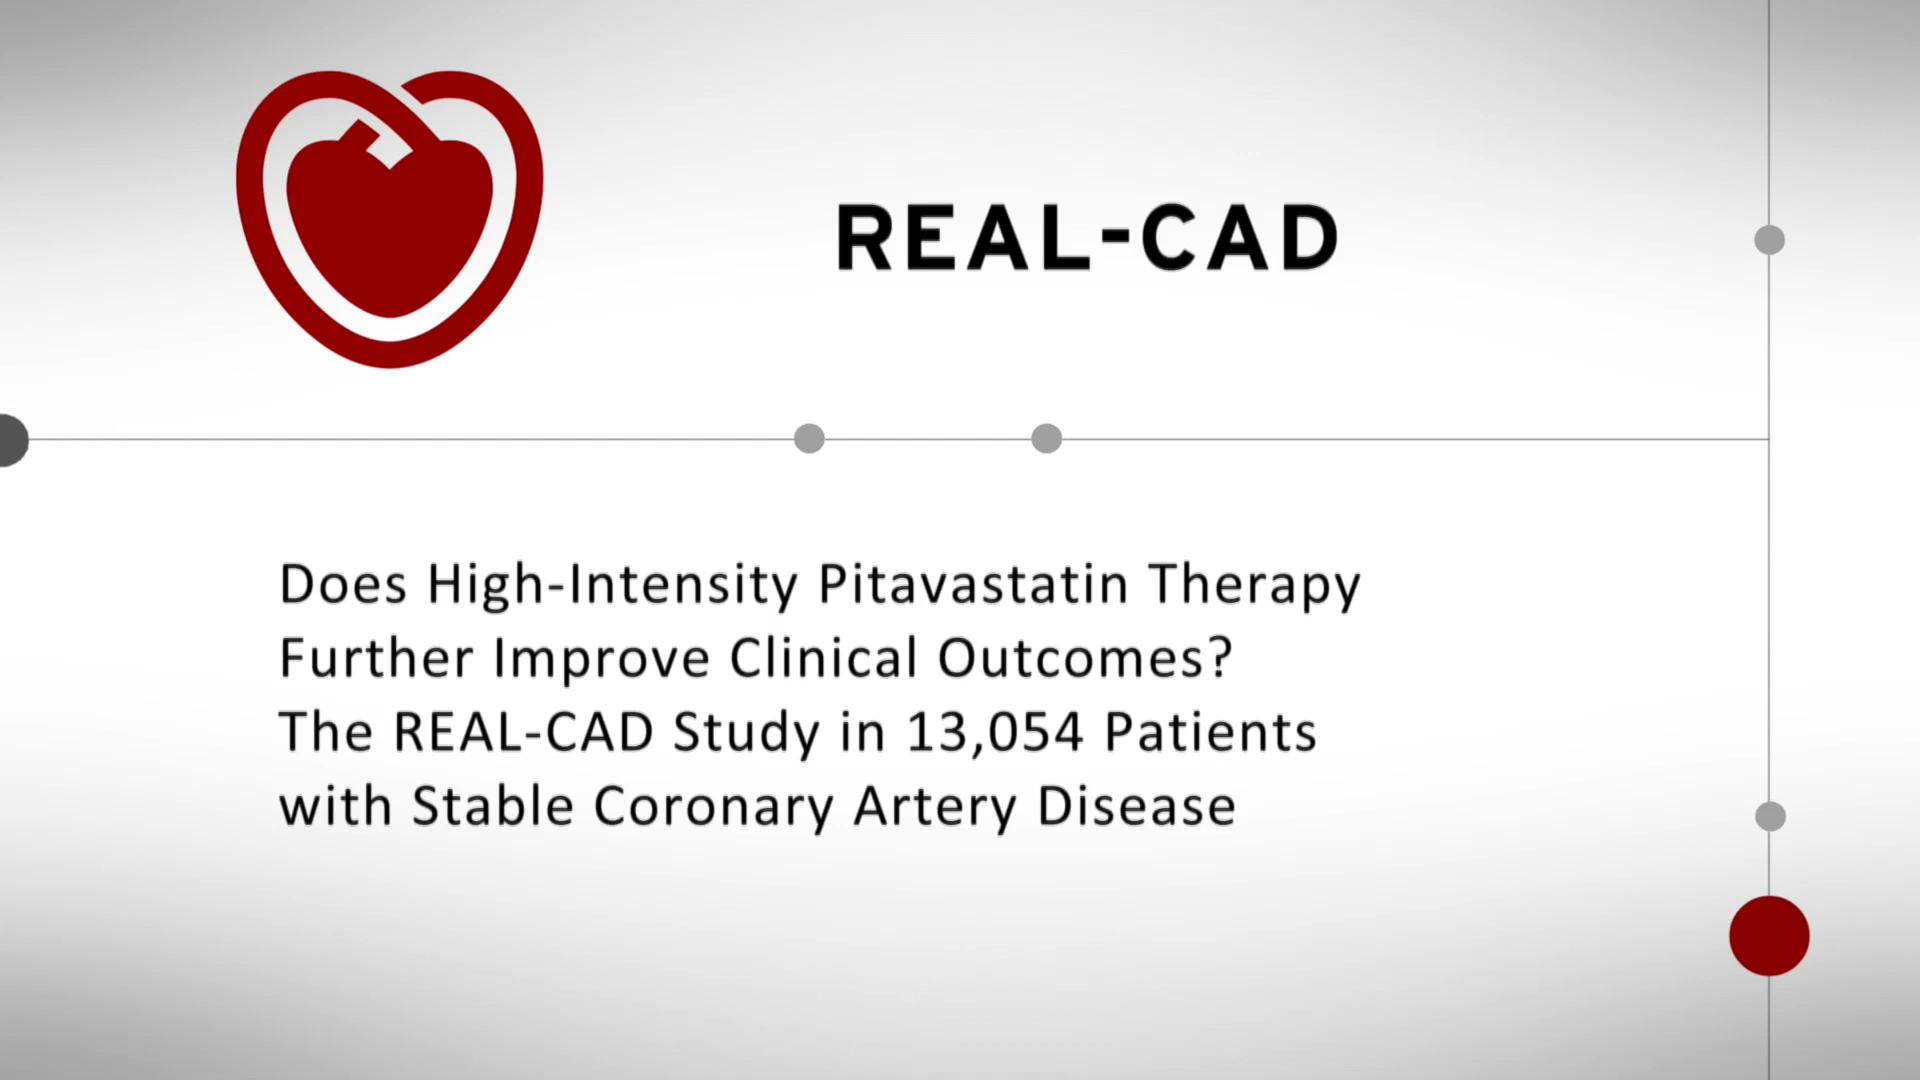 REAL-CAD
Does High-Intensity Pitavastatin Therapy
Further Improve Clinical Outcomes?
The REAL-CAD Study in 13,054 Patients
with Stable Coronary Artery Disease